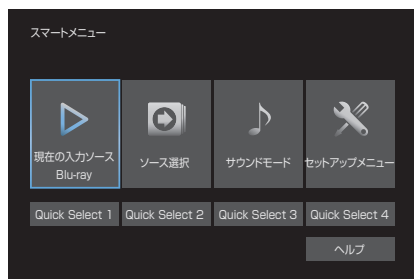 スマートメニュー
現在の入力ソース
Blu-ray
ソース選択
サウンドモード
セットアップメニュー
Quick Select 1
Quick Select 2
Quick Select 3
Quick Select 4
ヘルプ